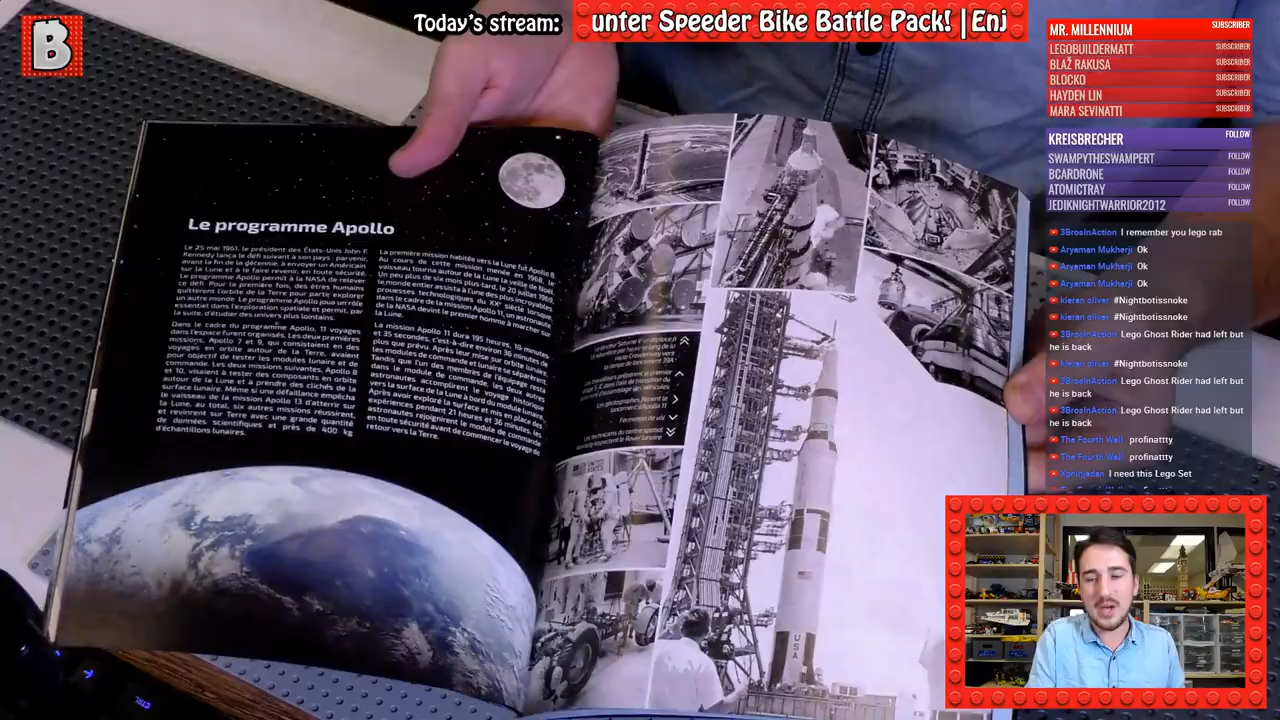 B
Today's stream:
unter Speeder Bike Battle Pack! | Enj
Le programme Apollo
Le 25 mai 1961, le président des États-Unis John F.
Kennedy lança le défi suivant à son pays : parvenir,
avant la fin de la décennie, à envoyer un Américain
sur la Lune et à le faire revenir, en toute sécurité.
Le programme Apollo permit à la NASA de relever
ce défi. Pour la première fois, des êtres humains
quittèrent l'orbite de la Terre pour partir explorer
un autre monde. Le programme Apollo joua un rôle
essentiel dans l'exploration spatiale et permit, par
la suite, d'étudier des univers plus lointains.
Dans le cadre du programme Apollo, 11 voyages
dans l'espace furent organisés. Les deux premières
missions, Apollo 7 et 9, qui consistaient en des
voyages en orbite autour de la Terre, avaient
pour objectif de tester les modules lunaire et de
commande. Les deux missions suivantes, Apollo 8
et 10, visaient à tester des composants en orbite
autour de la Lune et à prendre des clichés de la
surface lunaire. Même si une défaillance empêcha
le vaisseau de la mission Apollo 13 d'atterrir sur
la Lune, au total, six autres missions réussirent,
et revinrent sur Terre avec une grande quantité
de données scientifiques et près de 400 kg
d'échantillons lunaires.
La première mission habitée vers la Lune fut Apollo 8.
Au cours de cette mission, menée en 1968, le
vaisseau tourna autour de la Lune la veille de Noël.
Un peu plus de six mois plus tard, le 20 juillet 1969,
le monde entier assista à l'une des plus incroyables
prouesses technologiques du XXe siècle lorsque,
dans le cadre de la mission Apollo 11, un astronaute
de la NASA devint le premier homme à marcher sur
la Lune.
La mission Apollo 11 dura 195 heures, 18 minutes
et 35 secondes, c'est-à-dire environ 36 minutes de
plus que prévu. Après leur mise sur orbite lunaire,
les modules de commande et lunaire se séparèrent.
Tandis que l'un des membres de l'équipage resta
dans le module de commande, les deux autres
astronautes accomplirent le voyage historique
vers la surface de la Lune à bord du module lunaire.
Après avoir exploré la surface et mis en place des
expériences pendant 21 heures et 36 minutes, les
astronautes rejoignirent le module de commande
en toute sécurité avant de commencer le voyage de
retour vers la Terre.
USA
MR. MILLENNIUM SUBSCRIBER
LEGOBUILDERMATT SUBSCRIBER
BLAŽ RAKUSA SUBSCRIBER
BLOCKO SUBSCRIBER
HAYDEN LIN SUBSCRIBER
MARA SEVINATTI SUBSCRIBER
KREISBRECHER FOLLOW
SWAMPYTHESWAMPERT FOLLOW
BCARDRONE FOLLOW
ATOMICTRAY FOLLOW
JEDIKNIGHTWARRIOR2012 FOLLOW
3BrosInAction I remember you lego rab
Aryaman Mukherji Ok
Aryaman Mukherji Ok
Aryaman Mukherji Ok
kieran oliver #Nightbotissnoke
kieran oliver #Nightbotissnoke
3BrosInAction Lego Ghost Rider had left but
he is back
kieran oliver #Nightbotissnoke
3BrosInAction Lego Ghost Rider had left but
he is back
3BrosInAction Lego Ghost Rider had left but
he is back
The Fourth Wall profinattty
The Fourth Wall profinattty
Xpninjadan I need this Lego Set